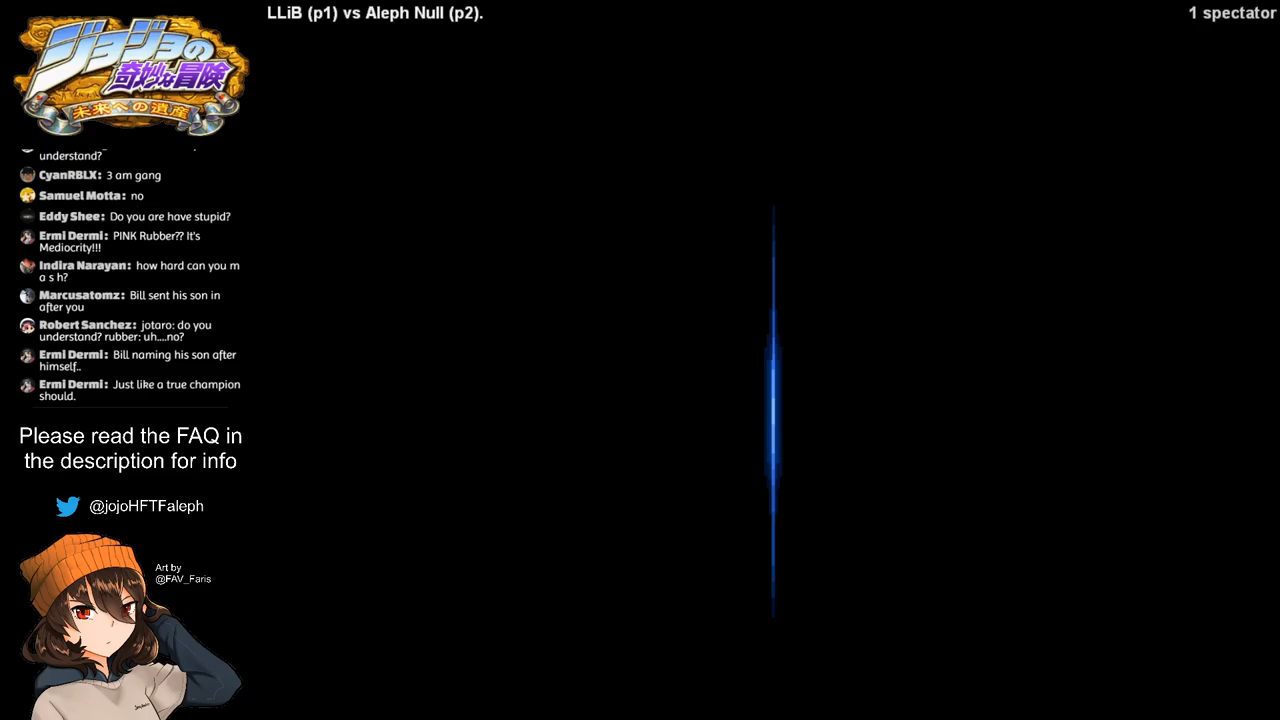 LLiB (p1) vs Aleph Null (p2).
1 spectator
ジョジョの
奇妙な冒険
未来への遺産
understand?
CyanRBLX: 3 am gang
Samuel Motta: no
Eddy Shee: Do you are have stupid?
Ermi Dermi: PINK Rubber?? It's
Mediocrity!!!
Indira Narayan: how hard can you m
a s h?
Marcusatomz: Bill sent his son in
after you
Robert Sanchez: jotaro: do you
understand? rubber: uh....no?
Ermi Dermi: Bill naming his son after
himself..
Ermi Dermi: Just like a true champion
should.
Please read the FAQ in
the description for info
@jojoHFTFaleph
Art by
@FAV_Faris